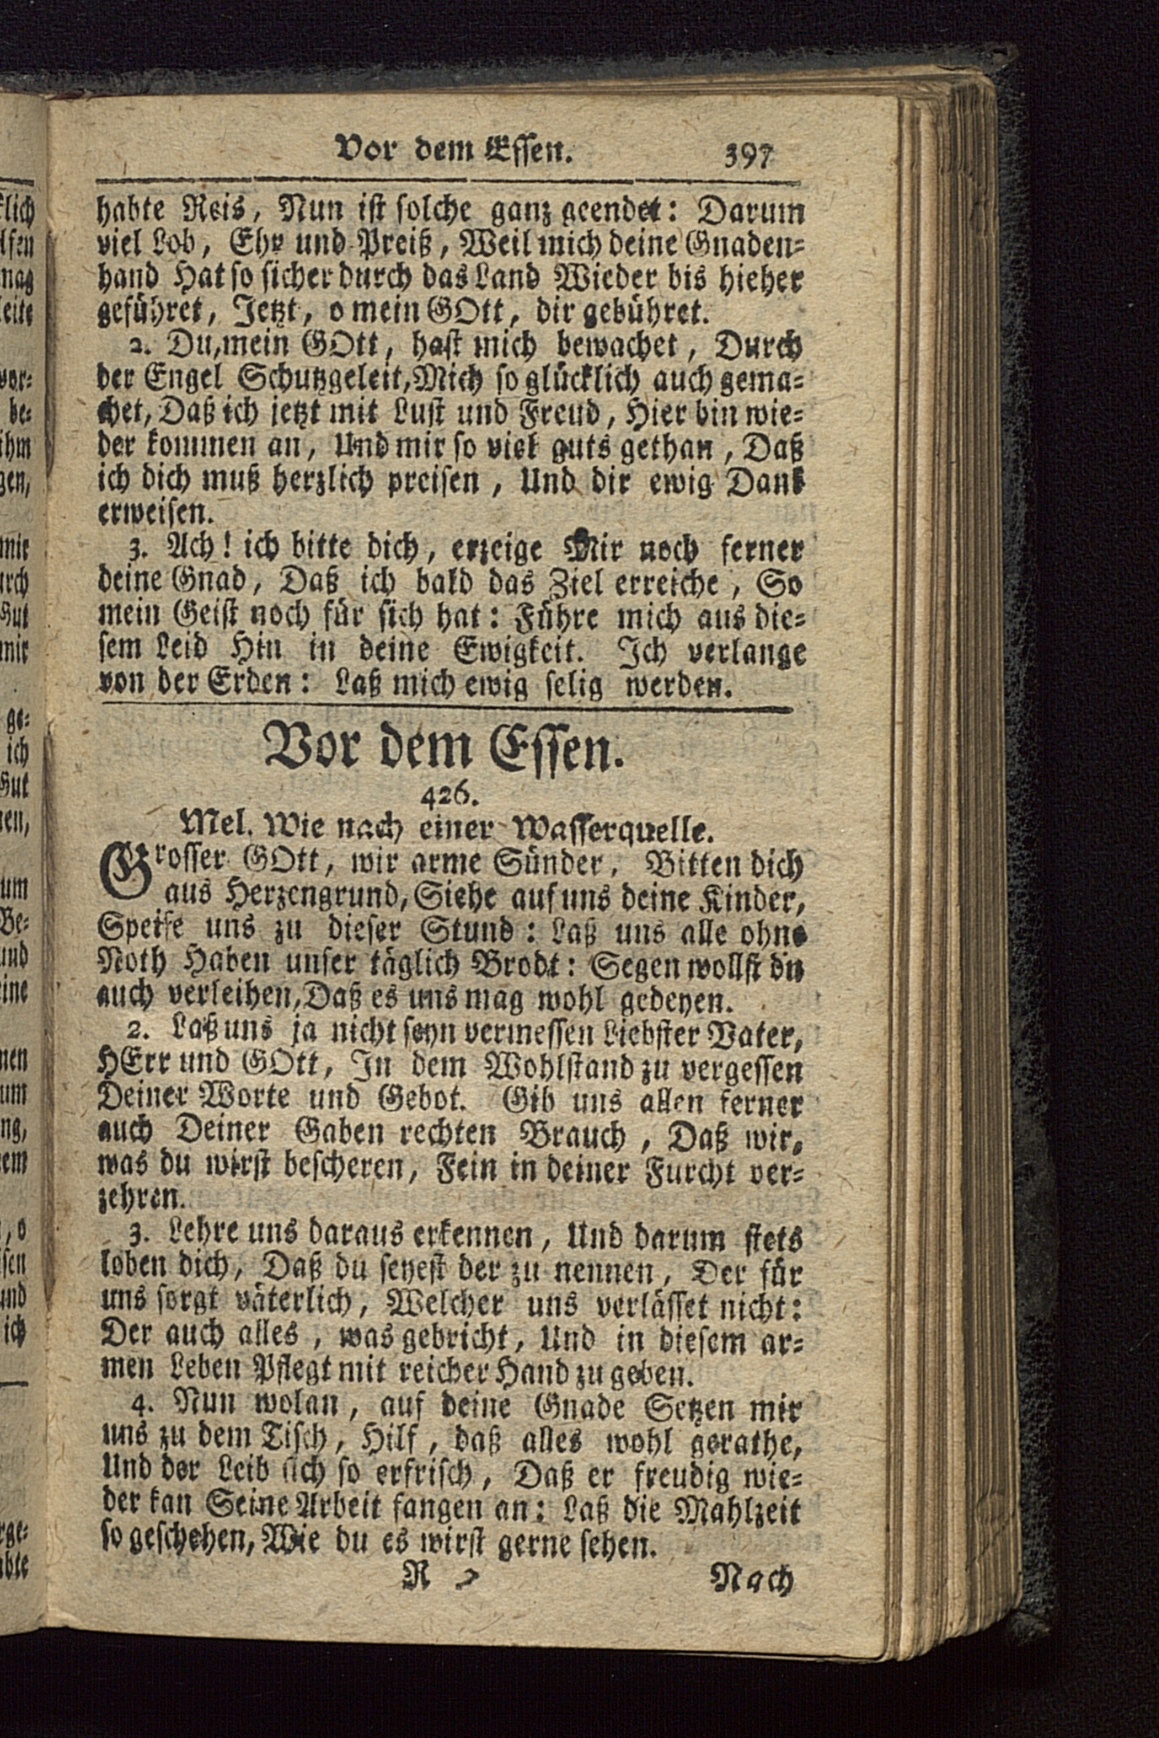 Vor dem Essen. 397
habte Reis, Nun ist solche ganz geendet: Darum
viel Lob, Ehr und Preiß, Weil mich deine Gnaden-
hand Hat so sicher durch das Land Wieder bis hieher
geführet, Jetzt, o mein GOtt, dir gebühret.
2. Du, mein GOtt, hast mich bewachet, Durch
der Engel Schutzgeleit, Mich so glücklich auch gema-
chet, Daß ich jetzt mit Lust und Freud, Hier bin wie-
der kommen an, Und mir so viel guts gethan, Daß
ich dich muß herzlich preisen, Und dir ewig Dank
erweisen.
3. Ach! ich bitte dich, erzeige Mir noch ferner
deine Gnad, Daß ich bald das Ziel erreiche, So
mein Geist noch für sich hat: Führe mich aus die-
sem Leid Hin in deine Ewigkeit. Ich verlange
von der Erden: Laß mich ewig selig werden.
Vor dem Essen.
426.
Mel. Wie nach einer Wasserquelle.
Grosser GOtt, wir arme Sünder, Bitten dich
aus Herzengrund, Siehe auf uns deine Kinder,
Speise uns zu dieser Stund: Laß uns alle ohne
Noth Haben unser täglich Brodt: Segen wollst du
auch verleihen, Daß es uns mag wohl gedeyen.
2. Laß uns ja nicht seyn vermessen Liebster Vater,
HErr und GOtt, In dem Wohlstand zu vergessen
Deiner Worte und Gebot. Gib uns allen ferner
auch Deiner Gaben rechten Brauch, Daß wir,
was du wirst bescheren, Fein in deiner Furcht ver-
zehren.
3. Lehre uns daraus erkennen, Und darum stets
loben dich, Daß du seyest der zu nennen, Der für
uns sorgt väterlich, Welcher uns verlässet nicht:
Der auch alles, was gebricht, Und in diesem ar-
men Leben Pflegt mit reicher Hand zu geben.
4. Nun wolan, auf deine Gnade Setzen mir
uns zu dem Tisch, Hilf, daß alles wohl gerathe,
Und der Leib sich so erfrisch, Daß er freudig wie-
der kan Seine Arbeit fangen an: Laß die Mahlzeit
so geschehen, Wie du es wirst gerne sehen.
R Nach